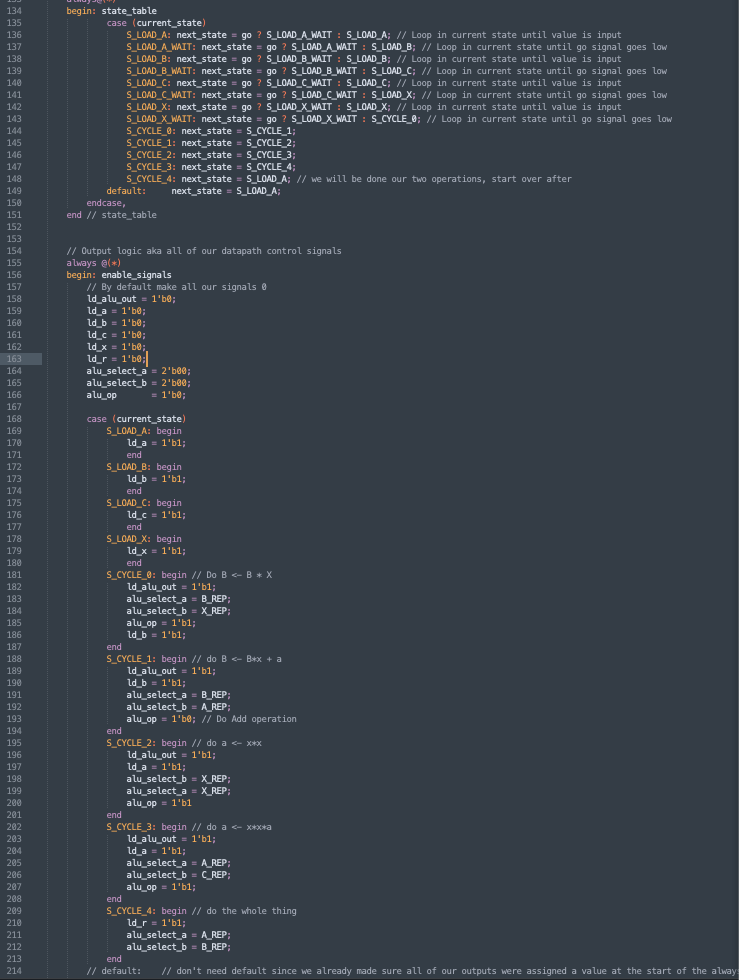 133 always@(*)
134 begin: state_table
135 case (current_state)
136 S_LOAD_A: next_state = go ? S_LOAD_A_WAIT : S_LOAD_A; // Loop in current state until value is input
137 S_LOAD_A_WAIT: next_state = go ? S_LOAD_A_WAIT : S_LOAD_B; // Loop in current state until go signal goes low
138 S_LOAD_B: next_state = go ? S_LOAD_B_WAIT : S_LOAD_B; // Loop in current state until value is input
139 S_LOAD_B_WAIT: next_state = go ? S_LOAD_B_WAIT : S_LOAD_C; // Loop in current state until go signal goes low
140 S_LOAD_C: next_state = go ? S_LOAD_C_WAIT : S_LOAD_C; // Loop in current state until value is input
141 S_LOAD_C_WAIT: next_state = go ? S_LOAD_C_WAIT : S_LOAD_X; // Loop in current state until go signal goes low
142 S_LOAD_X: next_state = go ? S_LOAD_X_WAIT : S_LOAD_X; // Loop in current state until value is input
143 S_LOAD_X_WAIT: next_state = go ? S_LOAD_X_WAIT : S_CYCLE_0; // Loop in current state until go signal goes low
144 S_CYCLE_0: next_state = S_CYCLE_1;
145 S_CYCLE_1: next_state = S_CYCLE_2;
146 S_CYCLE_2: next_state = S_CYCLE_3;
147 S_CYCLE_3: next_state = S_CYCLE_4;
148 S_CYCLE_4: next_state = S_LOAD_A; // we will be done our two operations, start over after
149 default: next_state = S_LOAD_A;
150 endcase,
151 end // state_table
152
153
154 // Output logic aka all of our datapath control signals
155 always @(*)
156 begin: enable_signals
157 // By default make all our signals 0
158 ld_alu_out = 1'b0;
159 ld_a = 1'b0;
160 ld_b = 1'b0;
161 ld_c = 1'b0;
162 ld_x = 1'b0;
163 ld_r = 1'b0;
164 alu_select_a = 2'b00;
165 alu_select_b = 2'b00;
166 alu_op = 1'b0;
167
168 case (current_state)
169 S_LOAD_A: begin
170 ld_a = 1'b1;
171 end
172 S_LOAD_B: begin
173 ld_b = 1'b1;
174 end
175 S_LOAD_C: begin
176 ld_c = 1'b1;
177 end
178 S_LOAD_X: begin
179 ld_x = 1'b1;
180 end
181 S_CYCLE_0: begin // Do B <- B * X
182 ld_alu_out = 1'b1;
183 alu_select_a = B_REP;
184 alu_select_b = X_REP;
185 alu_op = 1'b1;
186 ld_b = 1'b1;
187 end
188 S_CYCLE_1: begin // do B <- B*x + a
189 ld_alu_out = 1'b1;
190 ld_b = 1'b1;
191 alu_select_a = B_REP;
192 alu_select_b = A_REP;
193 alu_op = 1'b0; // Do Add operation
194 end
195 S_CYCLE_2: begin // do a <- x*x
196 ld_alu_out = 1'b1;
197 ld_a = 1'b1;
198 alu_select_b = X_REP;
199 alu_select_a = X_REP;
200 alu_op = 1'b1
201 end
202 S_CYCLE_3: begin // do a <- x*x*a
203 ld_alu_out = 1'b1;
204 ld_a = 1'b1;
205 alu_select_a = A_REP;
206 alu_select_b = C_REP;
207 alu_op = 1'b1;
208 end
209 S_CYCLE_4: begin // do the whole thing
210 ld_r = 1'b1;
211 alu_select_a = A_REP;
212 alu_select_b = B_REP;
213 end
214 // default: // don't need default since we already made sure all of our outputs were assigned a value at the start of the alway